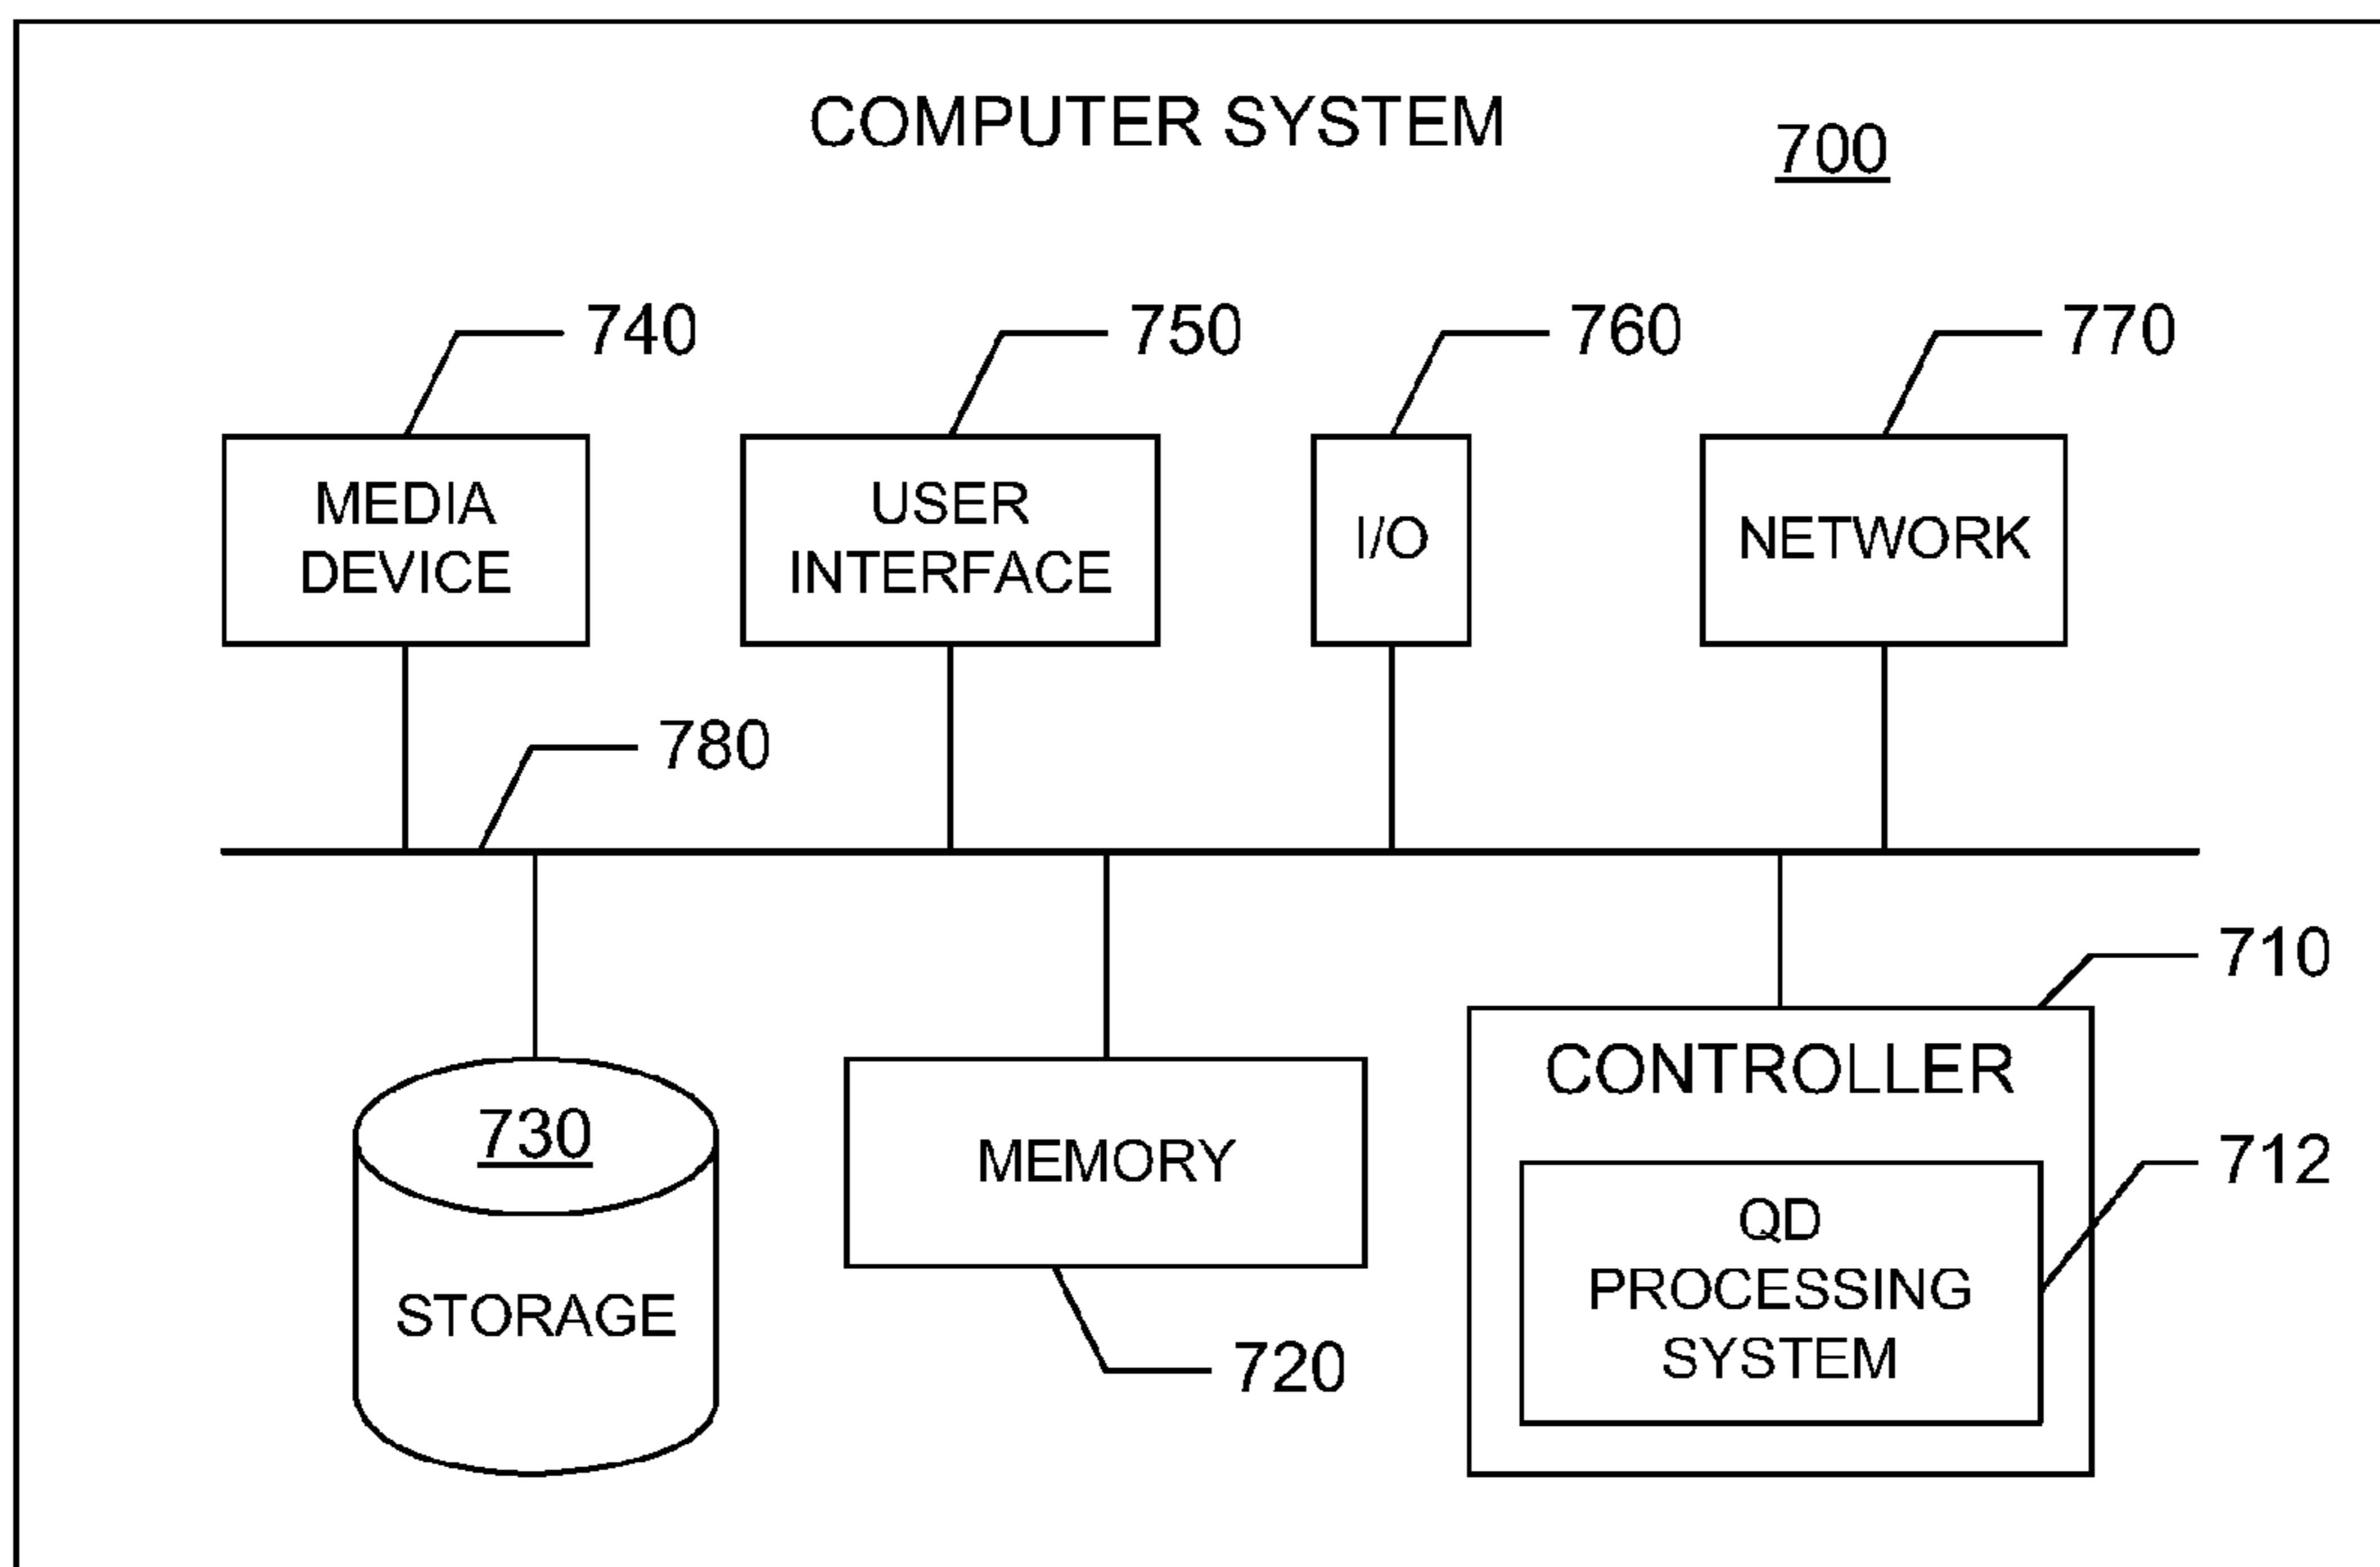 COMPUTER SYSTEM
700
740
750
760
770
MEDIA
DEVICE
USER
INTERFACE
I/O
NETWORK
780
710
CONTROLLER
730
STORAGE
MEMORY
720
712
QD
PROCESSING
SYSTEM